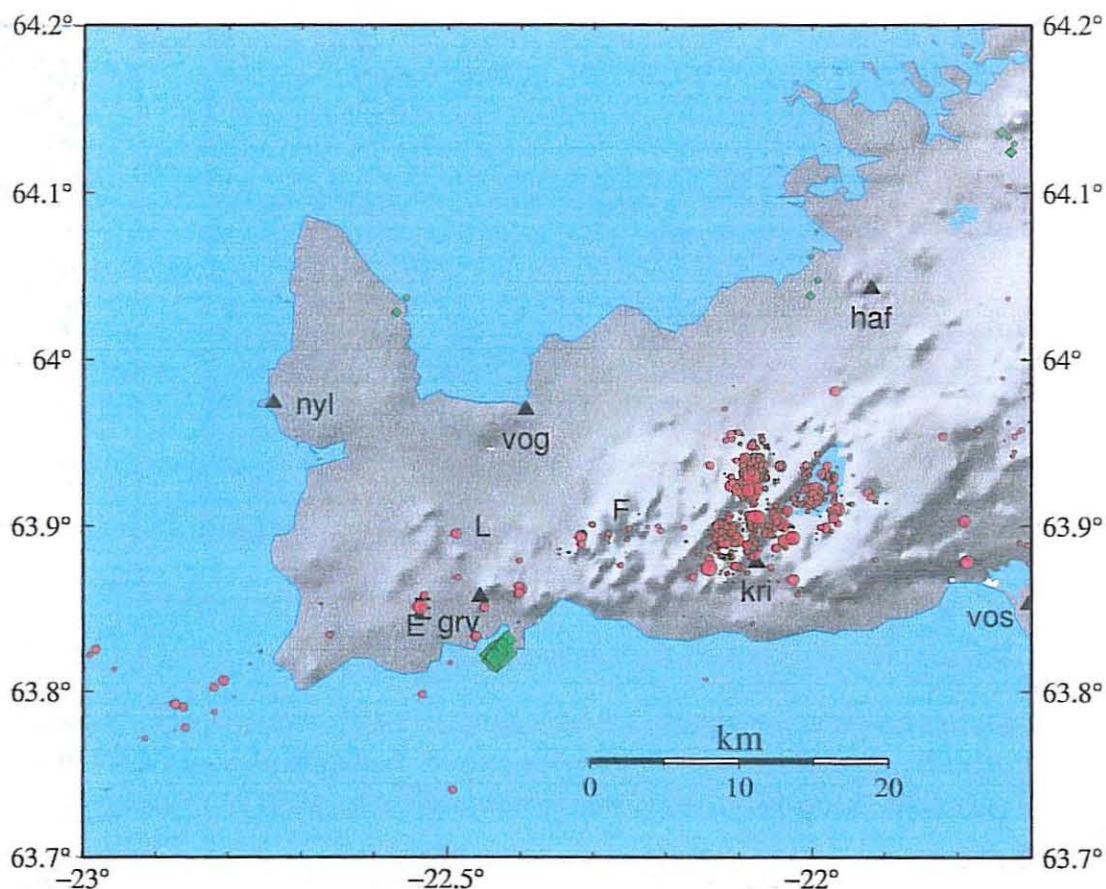 64.2° 64.2°
64.1° 64.1°
haf
64° 64°
nyl
vog
F
63.9° L 63.9°
kri
E grv vos
63.8° 63.8°
km
0 10 20
63.7° 63.7°
−23° −22.5° −22°